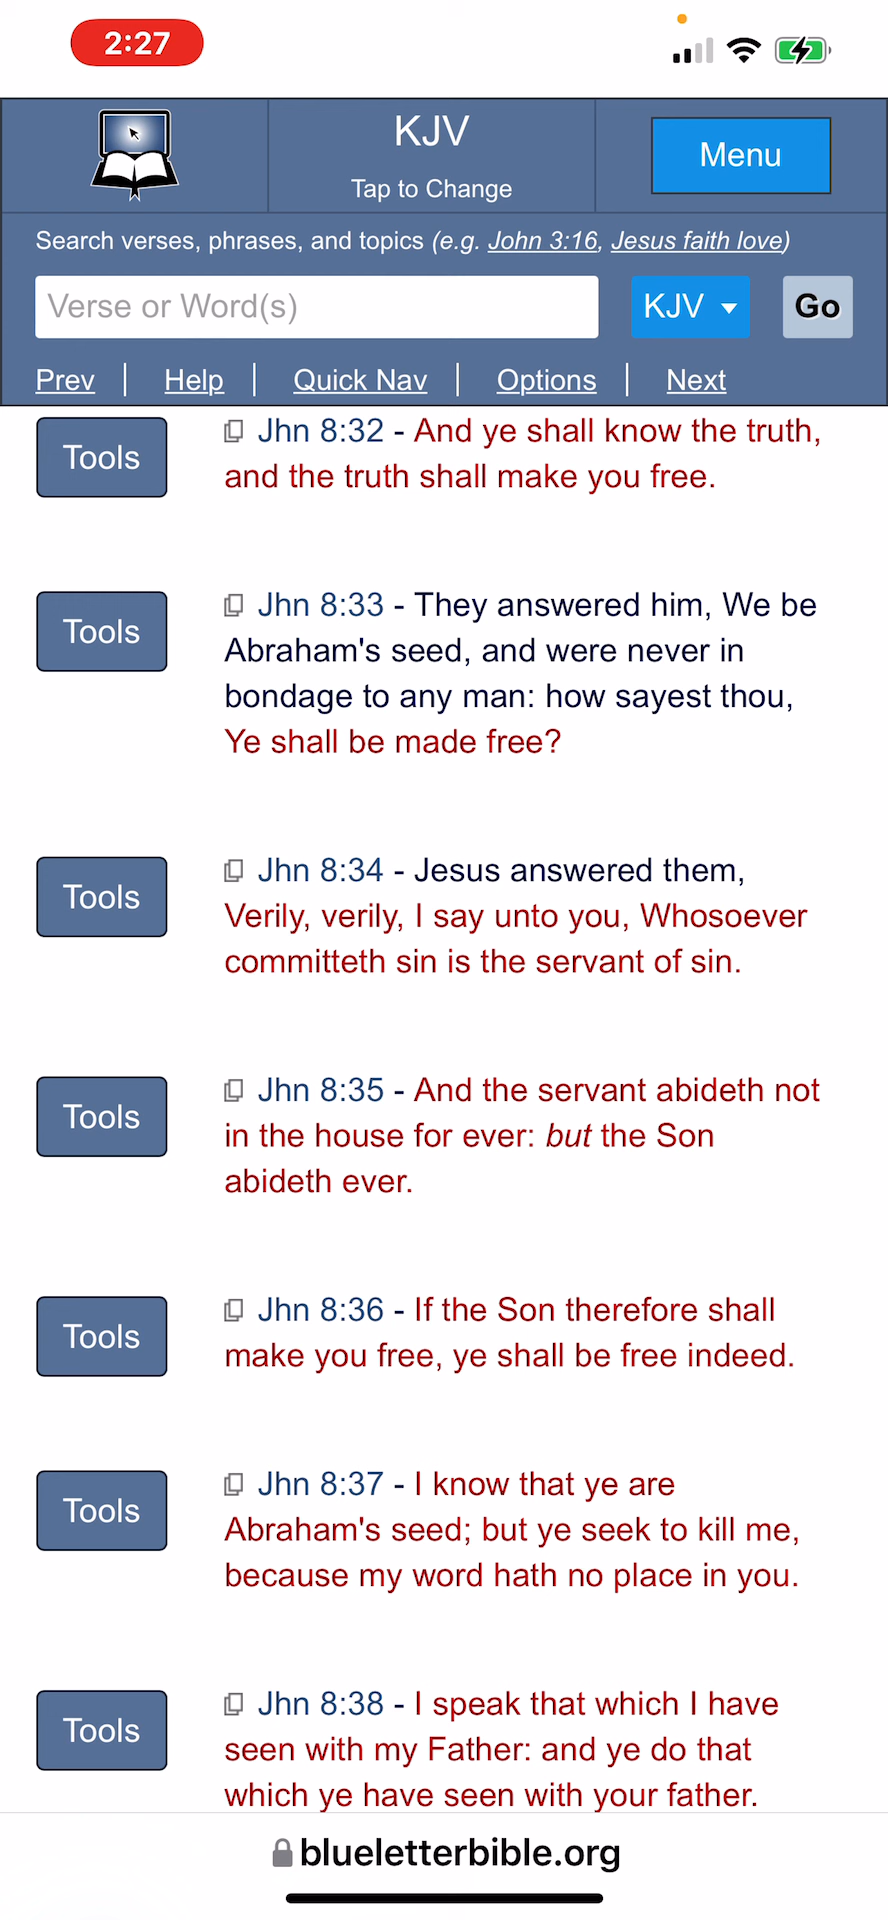 2:27
KJV
Tap to Change
Menu
Search verses, phrases, and topics (e.g. John 3:16, Jesus faith love)
Verse or Word(s)
KJV
Go
Prev | Help | Quick Nav | Options | Next
Tools
Jhn 8:32 - And ye shall know the truth,
and the truth shall make you free.
Tools
Jhn 8:33 - They answered him, We be
Abraham's seed, and were never in
bondage to any man: how sayest thou,
Ye shall be made free?
Tools
Jhn 8:34 - Jesus answered them,
Verily, verily, I say unto you, Whosoever
committeth sin is the servant of sin.
Tools
Jhn 8:35 - And the servant abideth not
in the house for ever: but the Son
abideth ever.
Tools
Jhn 8:36 - If the Son therefore shall
make you free, ye shall be free indeed.
Tools
Jhn 8:37 - I know that ye are
Abraham's seed; but ye seek to kill me,
because my word hath no place in you.
Tools
Jhn 8:38 - I speak that which I have
seen with my Father: and ye do that
which ye have seen with your father.
blueletterbible.org